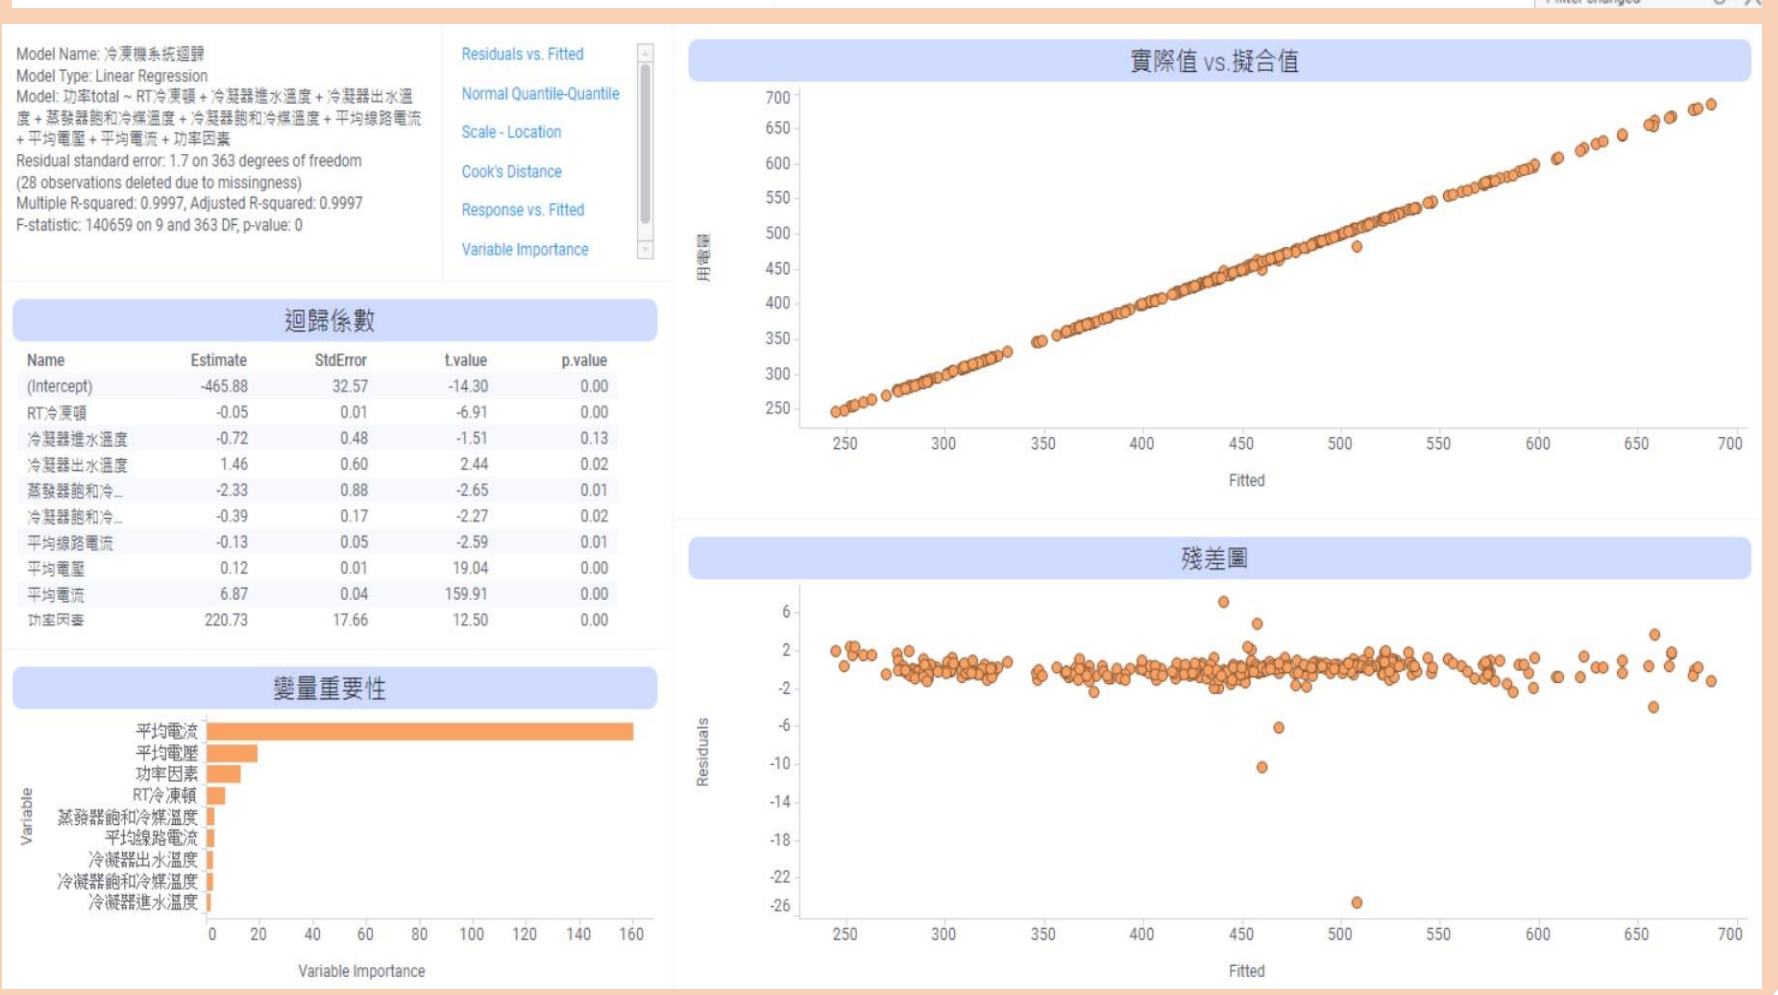 Model Name: 冷凍機系統迴歸
Model Type: Linear Regression
Model: 功率total ~ RT冷凍頓 + 冷凝器進水溫度 + 冷凝器出水溫
度 + 蒸發器飽和冷媒溫度 + 冷凝器飽和冷媒溫度 + 平均線路電流
+ 平均電壓 + 平均電流 + 功率因素
Residual standard error: 1.7 on 363 degrees of freedom
(28 observations deleted due to missingness)
Multiple R-squared: 0.9997, Adjusted R-squared: 0.9997
F-statistic: 140659 on 9 and 363 DF, p-value: 0
Residuals vs. Fitted
Normal Quantile-Quantile
Scale - Location
Cook's Distance
Response vs. Fitted
Variable Importance
迴歸係數
Name Estimate StdError t.value p.value
(Intercept) -465.88 32.57 -14.30 0.00
RT冷凍頓 -0.05 0.01 -6.91 0.00
冷凝器進水溫度 -0.72 0.48 -1.51 0.13
冷凝器出水溫度 1.46 0.60 2.44 0.02
蒸發器飽和冷... -2.33 0.88 -2.65 0.01
冷凝器飽和冷... -0.39 0.17 -2.27 0.02
平均線路電流 -0.13 0.05 -2.59 0.01
平均電壓 0.12 0.01 19.04 0.00
平均電流 6.87 0.04 159.91 0.00
功率因素 220.73 17.66 12.50 0.00
變量重要性
Variable
平均電流
平均電壓
功率因素
RT冷凍頓
蒸發器飽和冷媒溫度
平均線路電流
冷凝器出水溫度
冷凝器飽和冷媒溫度
冷凝器進水溫度
0 20 40 60 80 100 120 140 160
Variable Importance
實際值 vs.擬合值
用電量
700
650
600
550
500
450
400
350
300
250
250 300 350 400 450 500 550 600 650 700
Fitted
殘差圖
Residuals
6
2
-2
-6
-10
-14
-18
-22
-26
250 300 350 400 450 500 550 600 650 700
Fitted